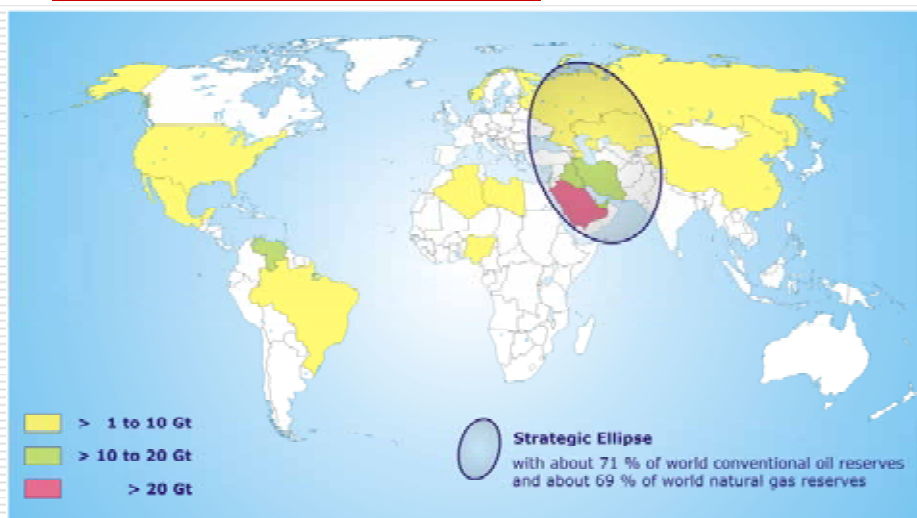 > 1 to 10 Gt
> 10 to 20 Gt
> 20 Gt
Strategic Ellipse
with about 71 % of world conventional oil reserves
and about 69 % of world natural gas reserves